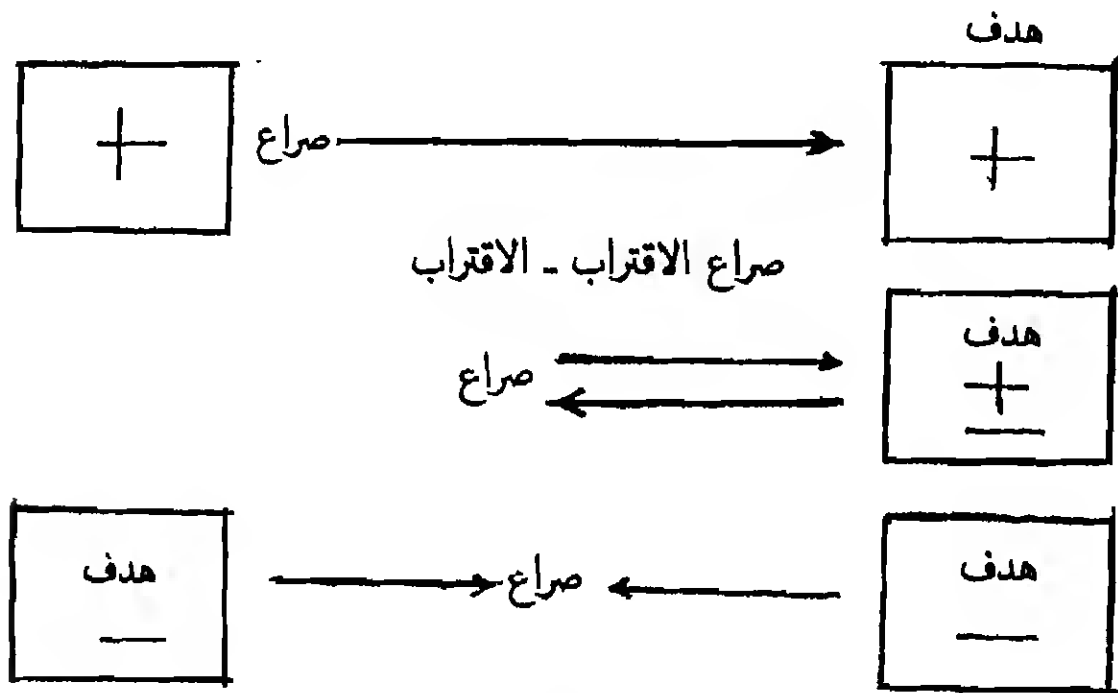 هدف
+ صراع +
صراع الاقتراب - الاقتراب
هدف
صراع +
−
هدف صراع هدف
− −